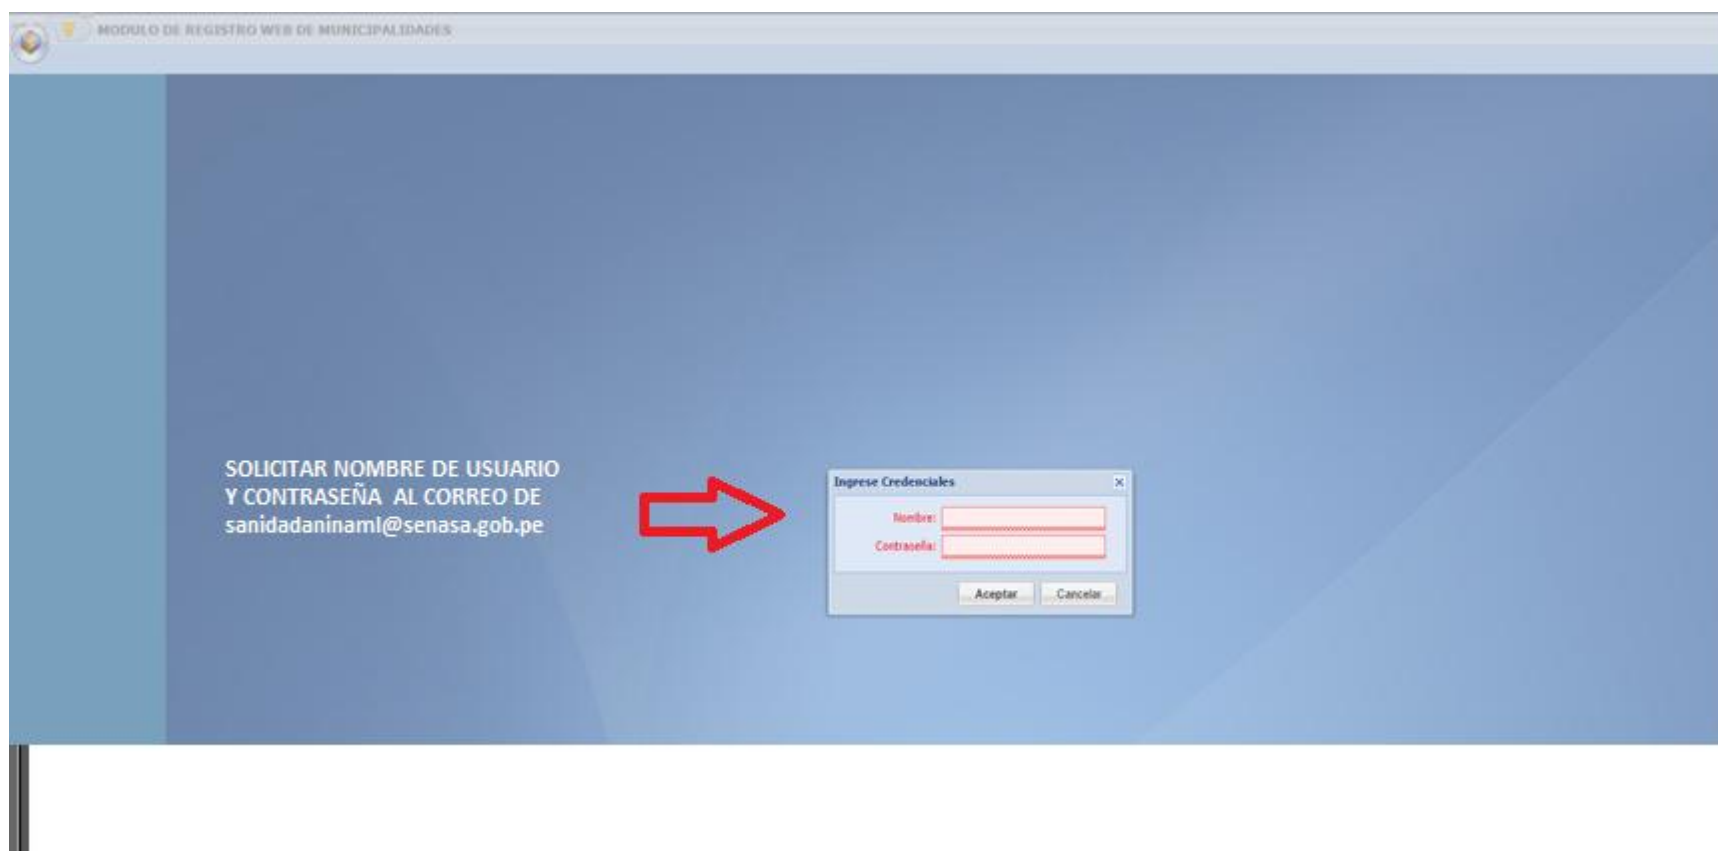 MODULO DE REGISTRO WEB DE MUNICIPALIDADES
SOLICITAR NOMBRE DE USUARIO
Y CONTRASEÑA AL CORREO DE
sanidadaninaml@senasa.gob.pe
Ingrese Credenciales
Nombre:
Contraseña:
Aceptar Cancelar